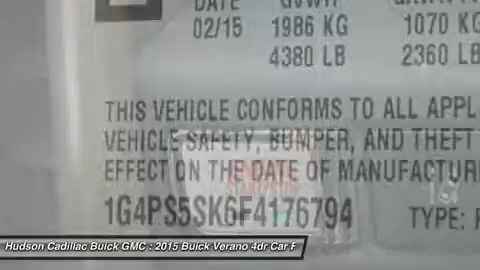 DATE GVWR
02/15 1986 KG 1070 KG
4380 LB 2360 LB
THIS VEHICLE CONFORMS TO ALL APPL
VEHICLE SAFETY, BUMPER, AND THEFT
EFFECT ON THE DATE OF MANUFACTUR
1G4PS5SK6F4176794 TYPE:
Hudson Cadillac Buick GMC : 2015 Buick Verano 4dr Car F